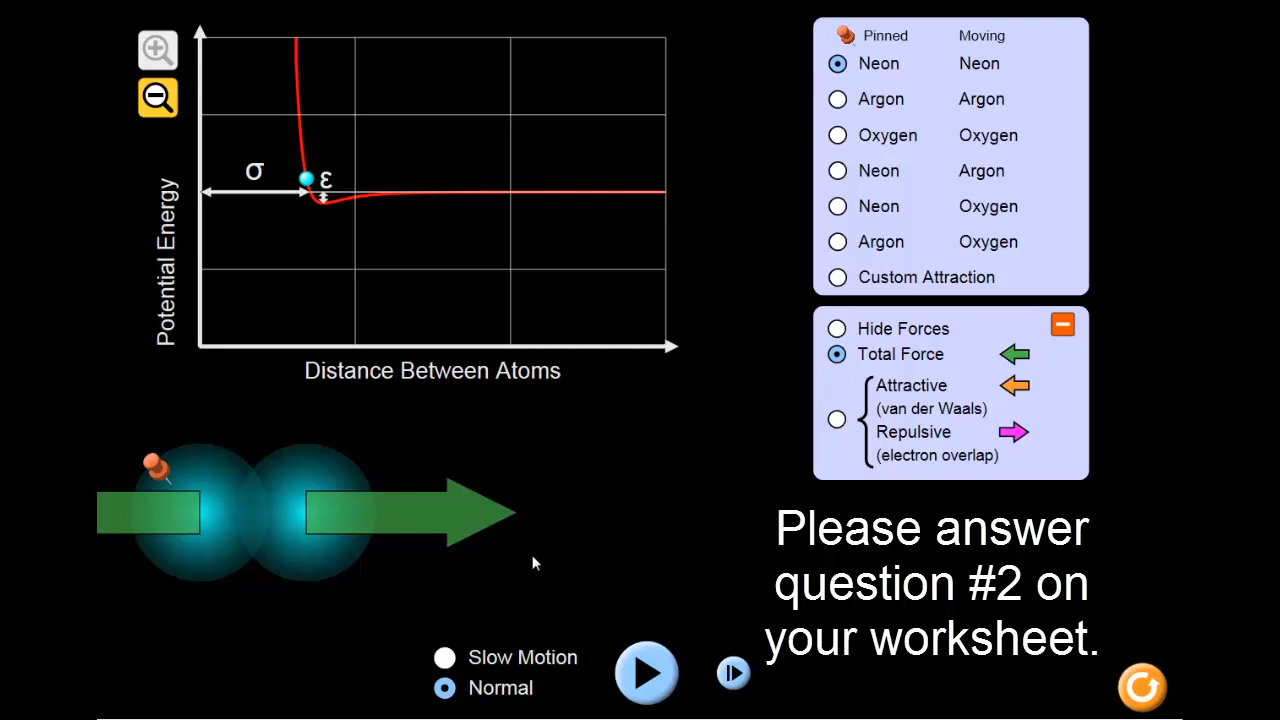 σ
ε
Potential Energy
Distance Between Atoms
Pinned Moving
Neon Neon
Argon Argon
Oxygen Oxygen
Neon Argon
Neon Oxygen
Argon Oxygen
Custom Attraction
Hide Forces
Total Force
Attractive
(van der Waals)
Repulsive
(electron overlap)
Please answer
question #2 on
your worksheet.
Slow Motion
Normal